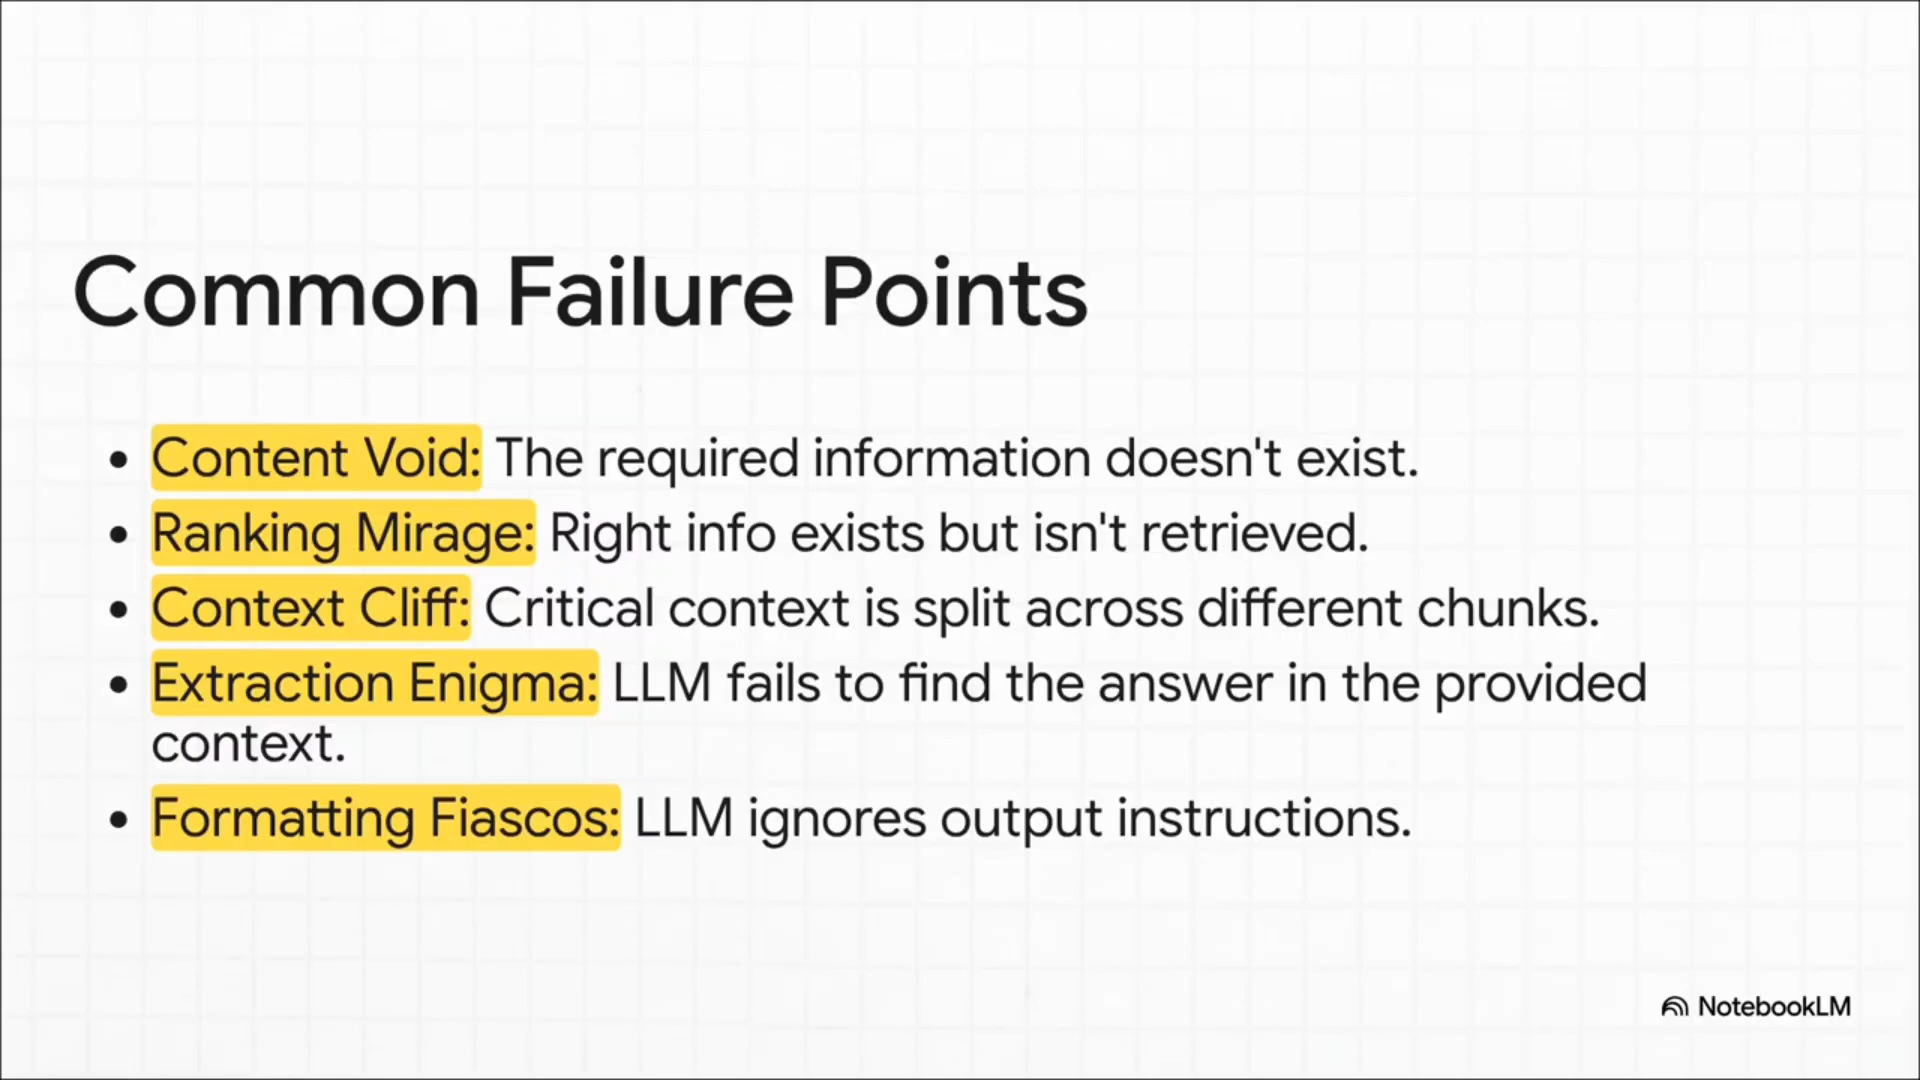 Common Failure Points
• Content Void: The required information doesn't exist.
• Ranking Mirage: Right info exists but isn't retrieved.
• Context Cliff: Critical context is split across different chunks.
• Extraction Enigma: LLM fails to find the answer in the provided
context.
• Formatting Fiascos: LLM ignores output instructions.
NotebookLM